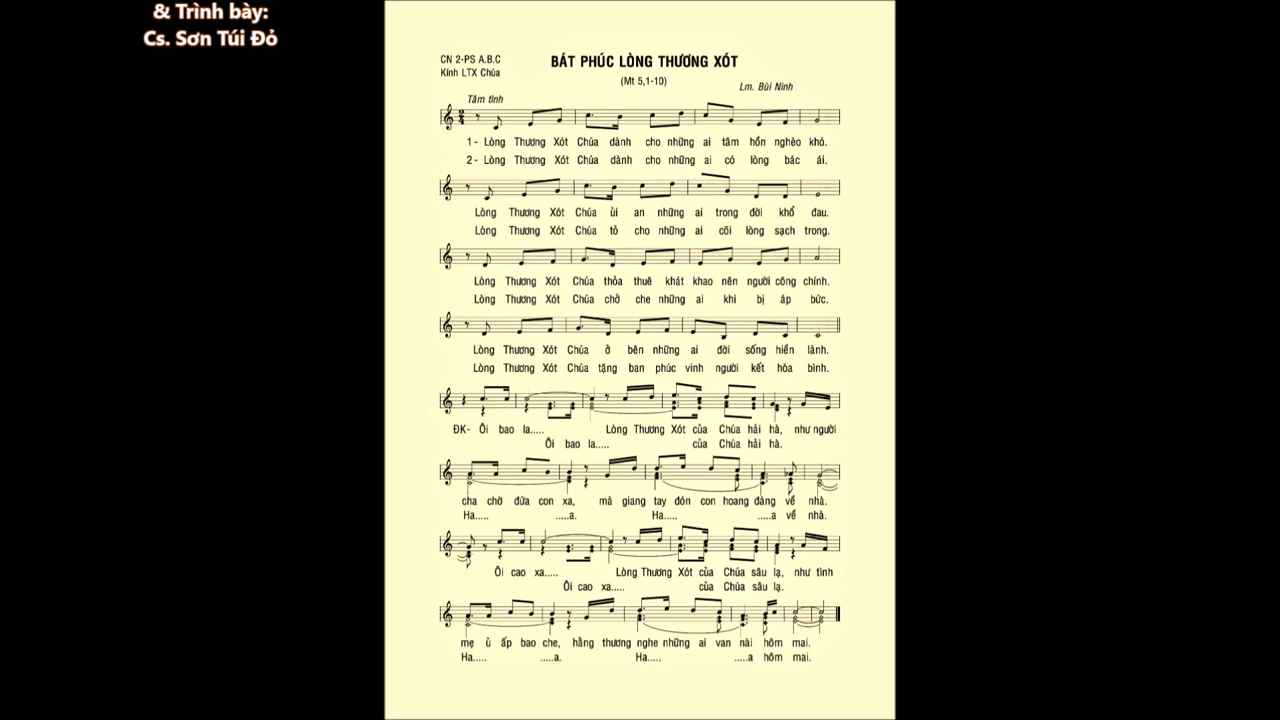 & Trình bày:
Cs. Sơn Túi Đỏ
CN 2-PS A.B.C
Kính LTX Chúa
BÁT PHÚC LÒNG THƯƠNG XÓT
(Mt 5,1-10)
Lm. Bùi Ninh
Tâm tình
1- Lòng Thương Xót Chúa dành cho những ai tâm hồn nghèo khó.
2- Lòng Thương Xót Chúa dành cho những ai có lòng bác ái.
Lòng Thương Xót Chúa ủi an những ai trong đời khổ đau.
Lòng Thương Xót Chúa tỏ cho những ai cõi lòng sạch trong.
Lòng Thương Xót Chúa thỏa thuê khát khao nên người công chính.
Lòng Thương Xót Chúa chở che những ai khi bị áp bức.
Lòng Thương Xót Chúa ở bên những ai đời sống hiền lành.
Lòng Thương Xót Chúa tặng ban phúc vinh người kết hòa bình.
ĐK- Ôi bao la..... Lòng Thương Xót của Chúa hải hà, như người
Ôi bao la..... của Chúa hải hà.
cha chờ đứa con xa, mà giang tay đón con hoang đàng về nhà.
Ha..... .....a. Ha..... .....a về nhà.
Ôi cao xa..... Lòng Thương Xót của Chúa sâu lạ, như tình
Ôi cao xa..... của Chúa sâu lạ.
mẹ ủ ấp bao che, hằng thương nghe những ai van nài hôm mai.
Ha..... .....a. Ha..... .....a hôm mai.